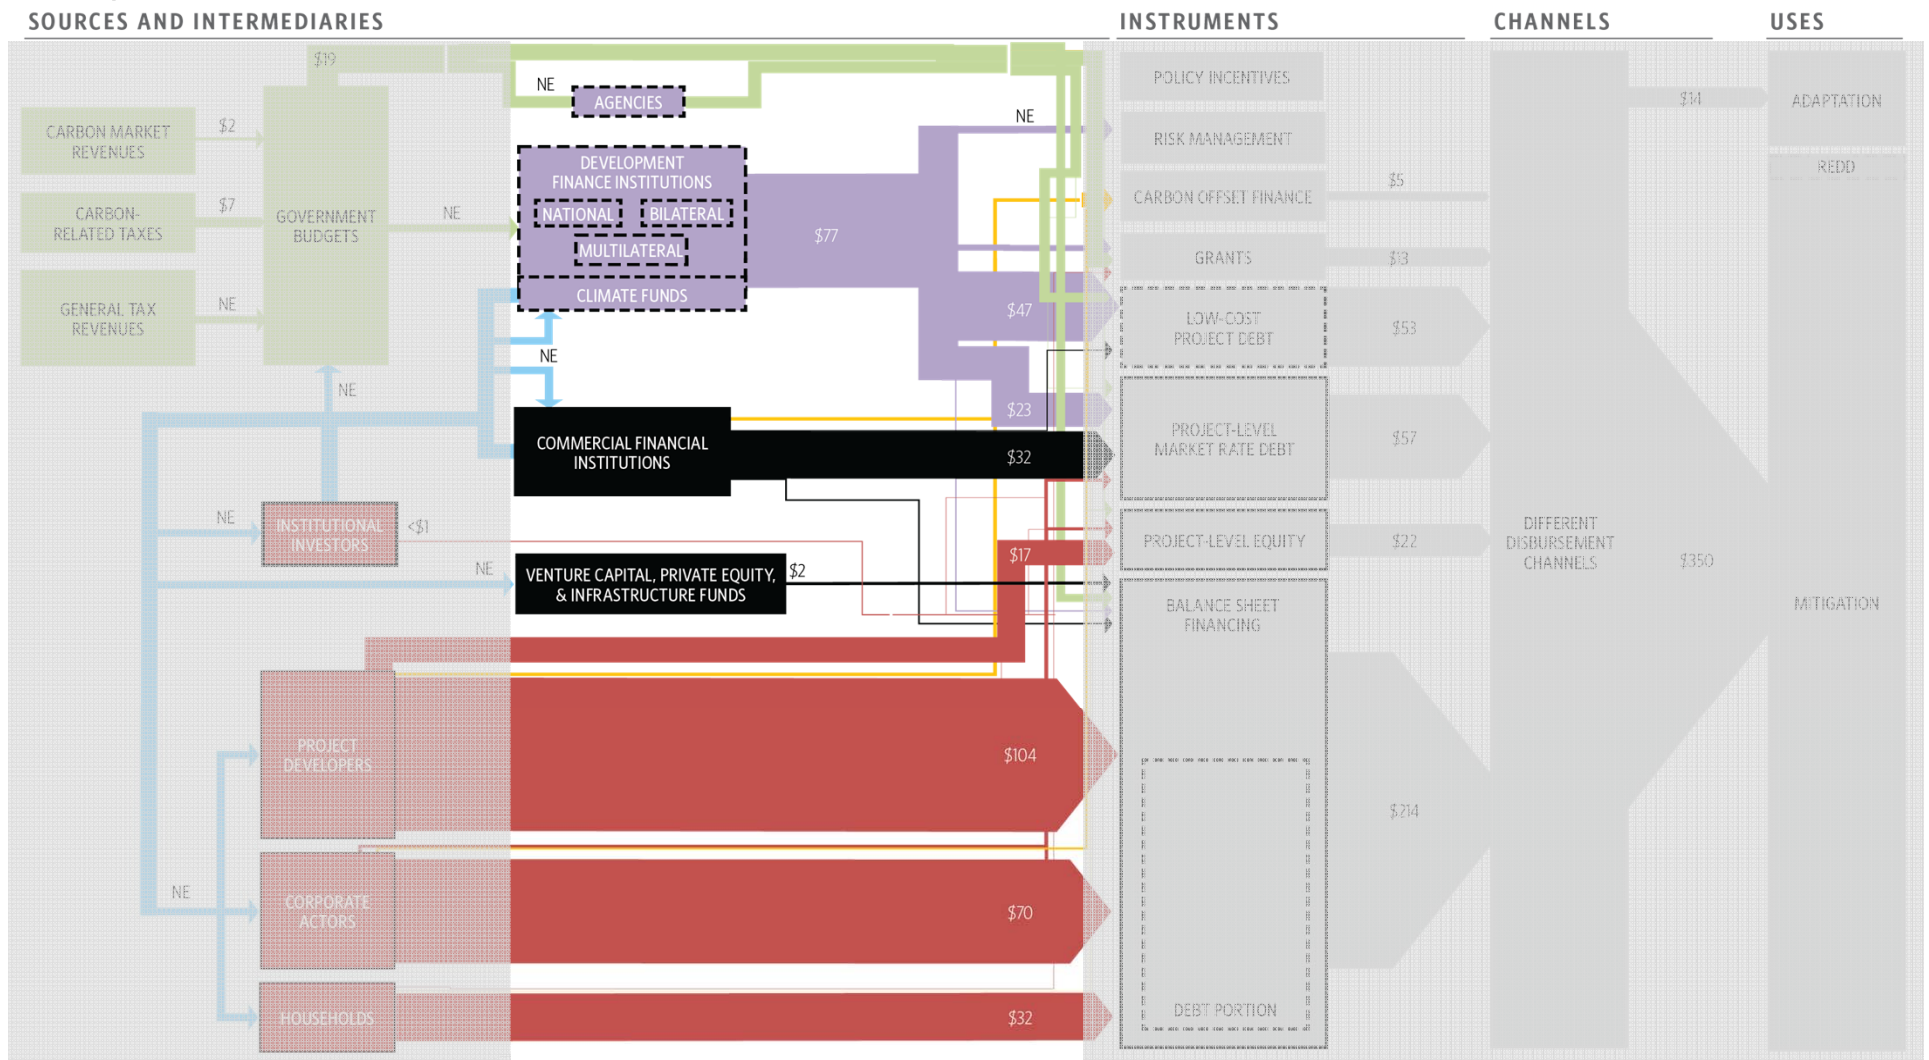 SOURCES AND INTERMEDIARIES
INSTRUMENTS
CHANNELS
USES
$19
NE
AGENCIES
NE
POLICY INCENTIVES
$14
ADAPTATION
CARBON MARKET
REVENUES
$2
RISK MANAGEMENT
DEVELOPMENT
FINANCE INSTITUTIONS
NATIONAL
BILATERAL
MULTILATERAL
CLIMATE FUNDS
REDD
CARBON OFFSET FINANCE
$5
CARBON-
RELATED TAXES
$7
GOVERNMENT
BUDGETS
NE
$77
GRANTS
$13
GENERAL TAX
REVENUES
NE
$47
LOW-COST
PROJECT DEBT
$53
NE
NE
$23
COMMERCIAL FINANCIAL
INSTITUTIONS
$32
PROJECT-LEVEL
MARKET RATE DEBT
$57
NE
INSTITUTIONAL
INVESTORS
<$1
DIFFERENT
DISBURSEMENT
CHANNELS
$350
PROJECT-LEVEL EQUITY
$22
$17
NE
VENTURE CAPITAL, PRIVATE EQUITY,
& INFRASTRUCTURE FUNDS
$2
BALANCE SHEET
FINANCING
MITIGATION
PROJECT
DEVELOPERS
$104
$214
NE
CORPORATE
ACTORS
$70
HOUSEHOLDS
$32
DEBT PORTION